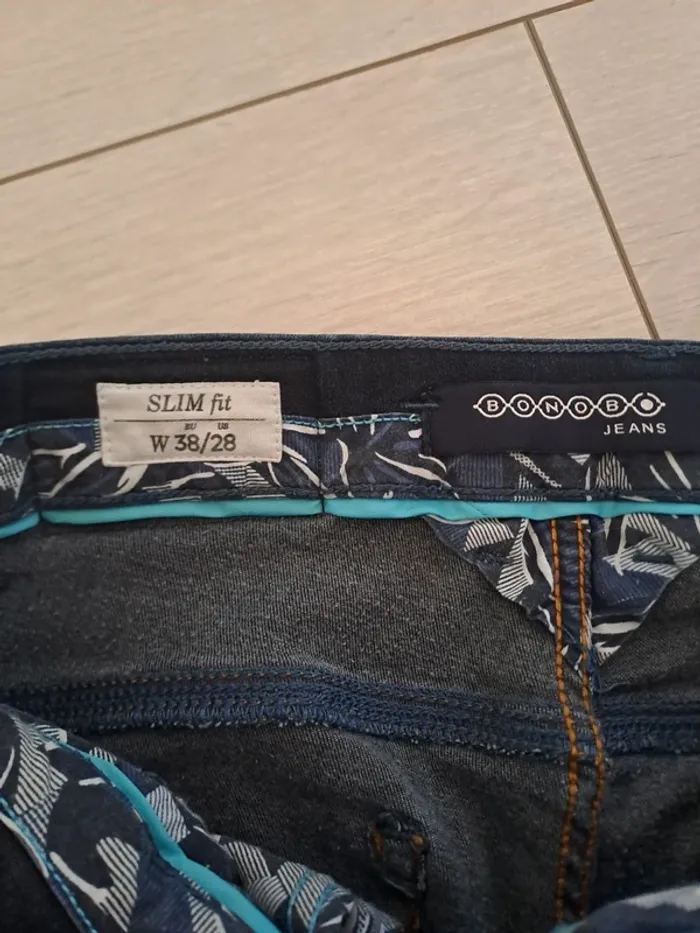 SLIM fit
EU US
W 38/28
BONOBO
JEANS